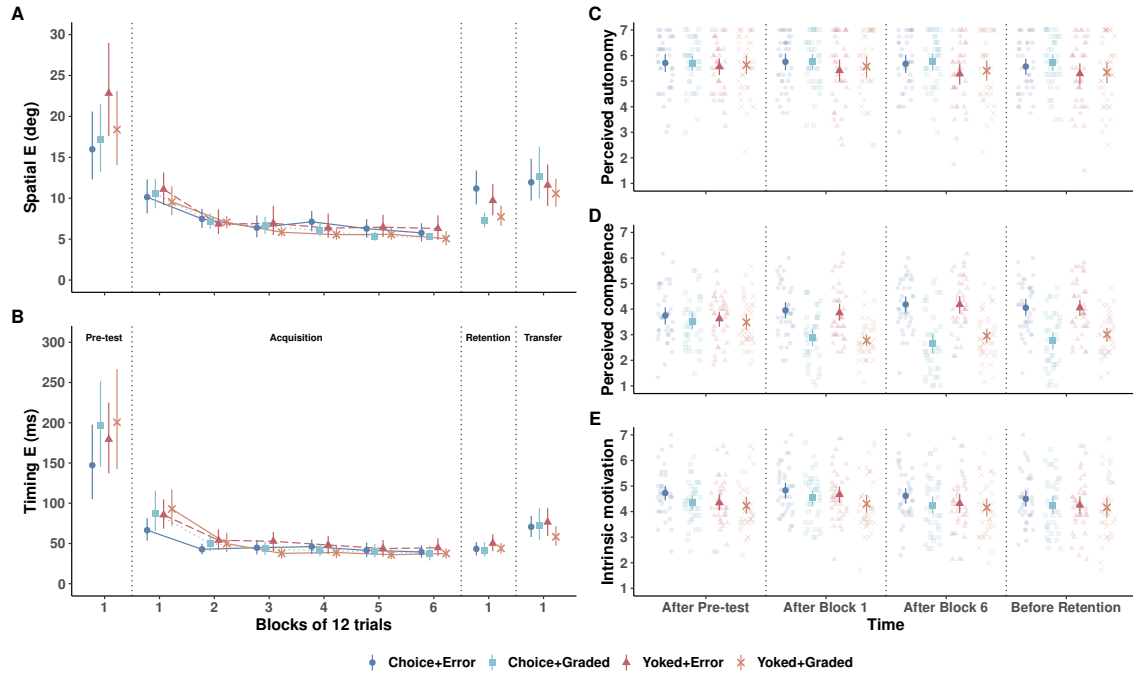 A
Spatial E (deg)
30
25
20
15
10
5
0
B
Timing E (ms)
Pre-test
Acquisition
Retention
Transfer
300
250
200
150
100
50
0
1
1
2
3
4
5
6
1
1
Blocks of 12 trials
C
Perceived autonomy
7
6
5
4
3
2
1
D
Perceived competence
7
6
5
4
3
2
1
E
Intrinsic motivation
7
6
5
4
3
2
1
After Pre-test
After Block 1
After Block 6
Before Retention
Time
Choice+Error
Choice+Graded
Yoked+Error
Yoked+Graded